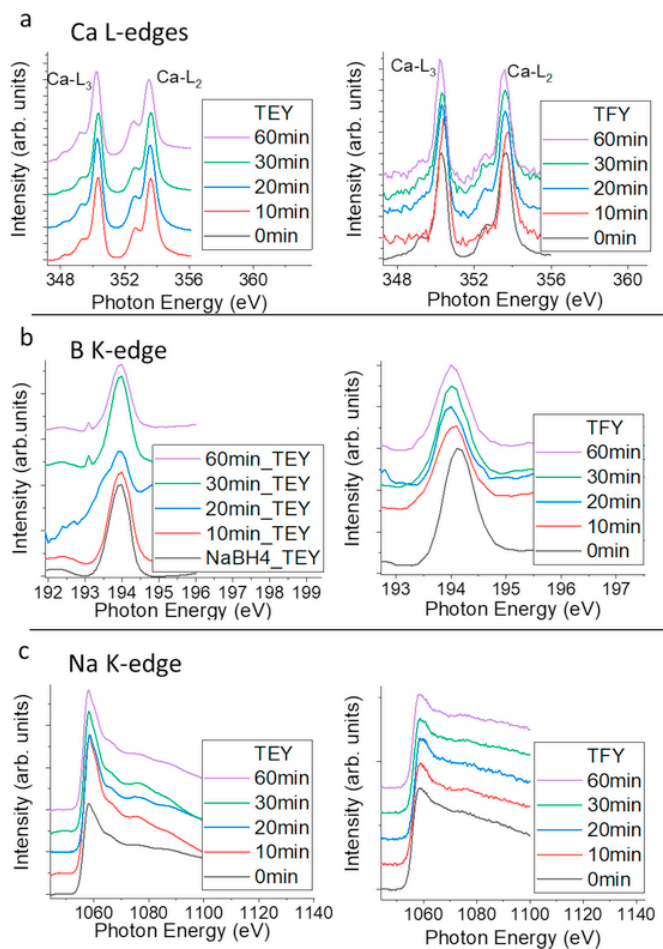 a
Ca L-edges
Intensity (arb. units)
Ca-L3
Ca-L2
TEY
60min
30min
20min
10min
0min
348 352 356 360
Photon Energy (eV)
Intensity (arb. units)
Ca-L3
Ca-L2
TFY
60min
30min
20min
10min
0min
348 352 356 360
Photon Energy (eV)
b
B K-edge
Intensity (arb.units)
60min_TEY
30min_TEY
20min_TEY
10min_TEY
NaBH4_TEY
192 193 194 195 196 197 198 199
Photon Energy (eV)
Intensity (arb.units)
TFY
60min
30min
20min
10min
0min
193 194 195 196 197
Photon Energy (eV)
c
Na K-edge
Intensity (arb. units)
TEY
60min
30min
20min
10min
0min
1060 1080 1100 1120 1140
Photon Energy (eV)
Intensity (arb. units)
TFY
60min
30min
20min
10min
0min
1060 1080 1100 1120 1140
Photon Energy (eV)